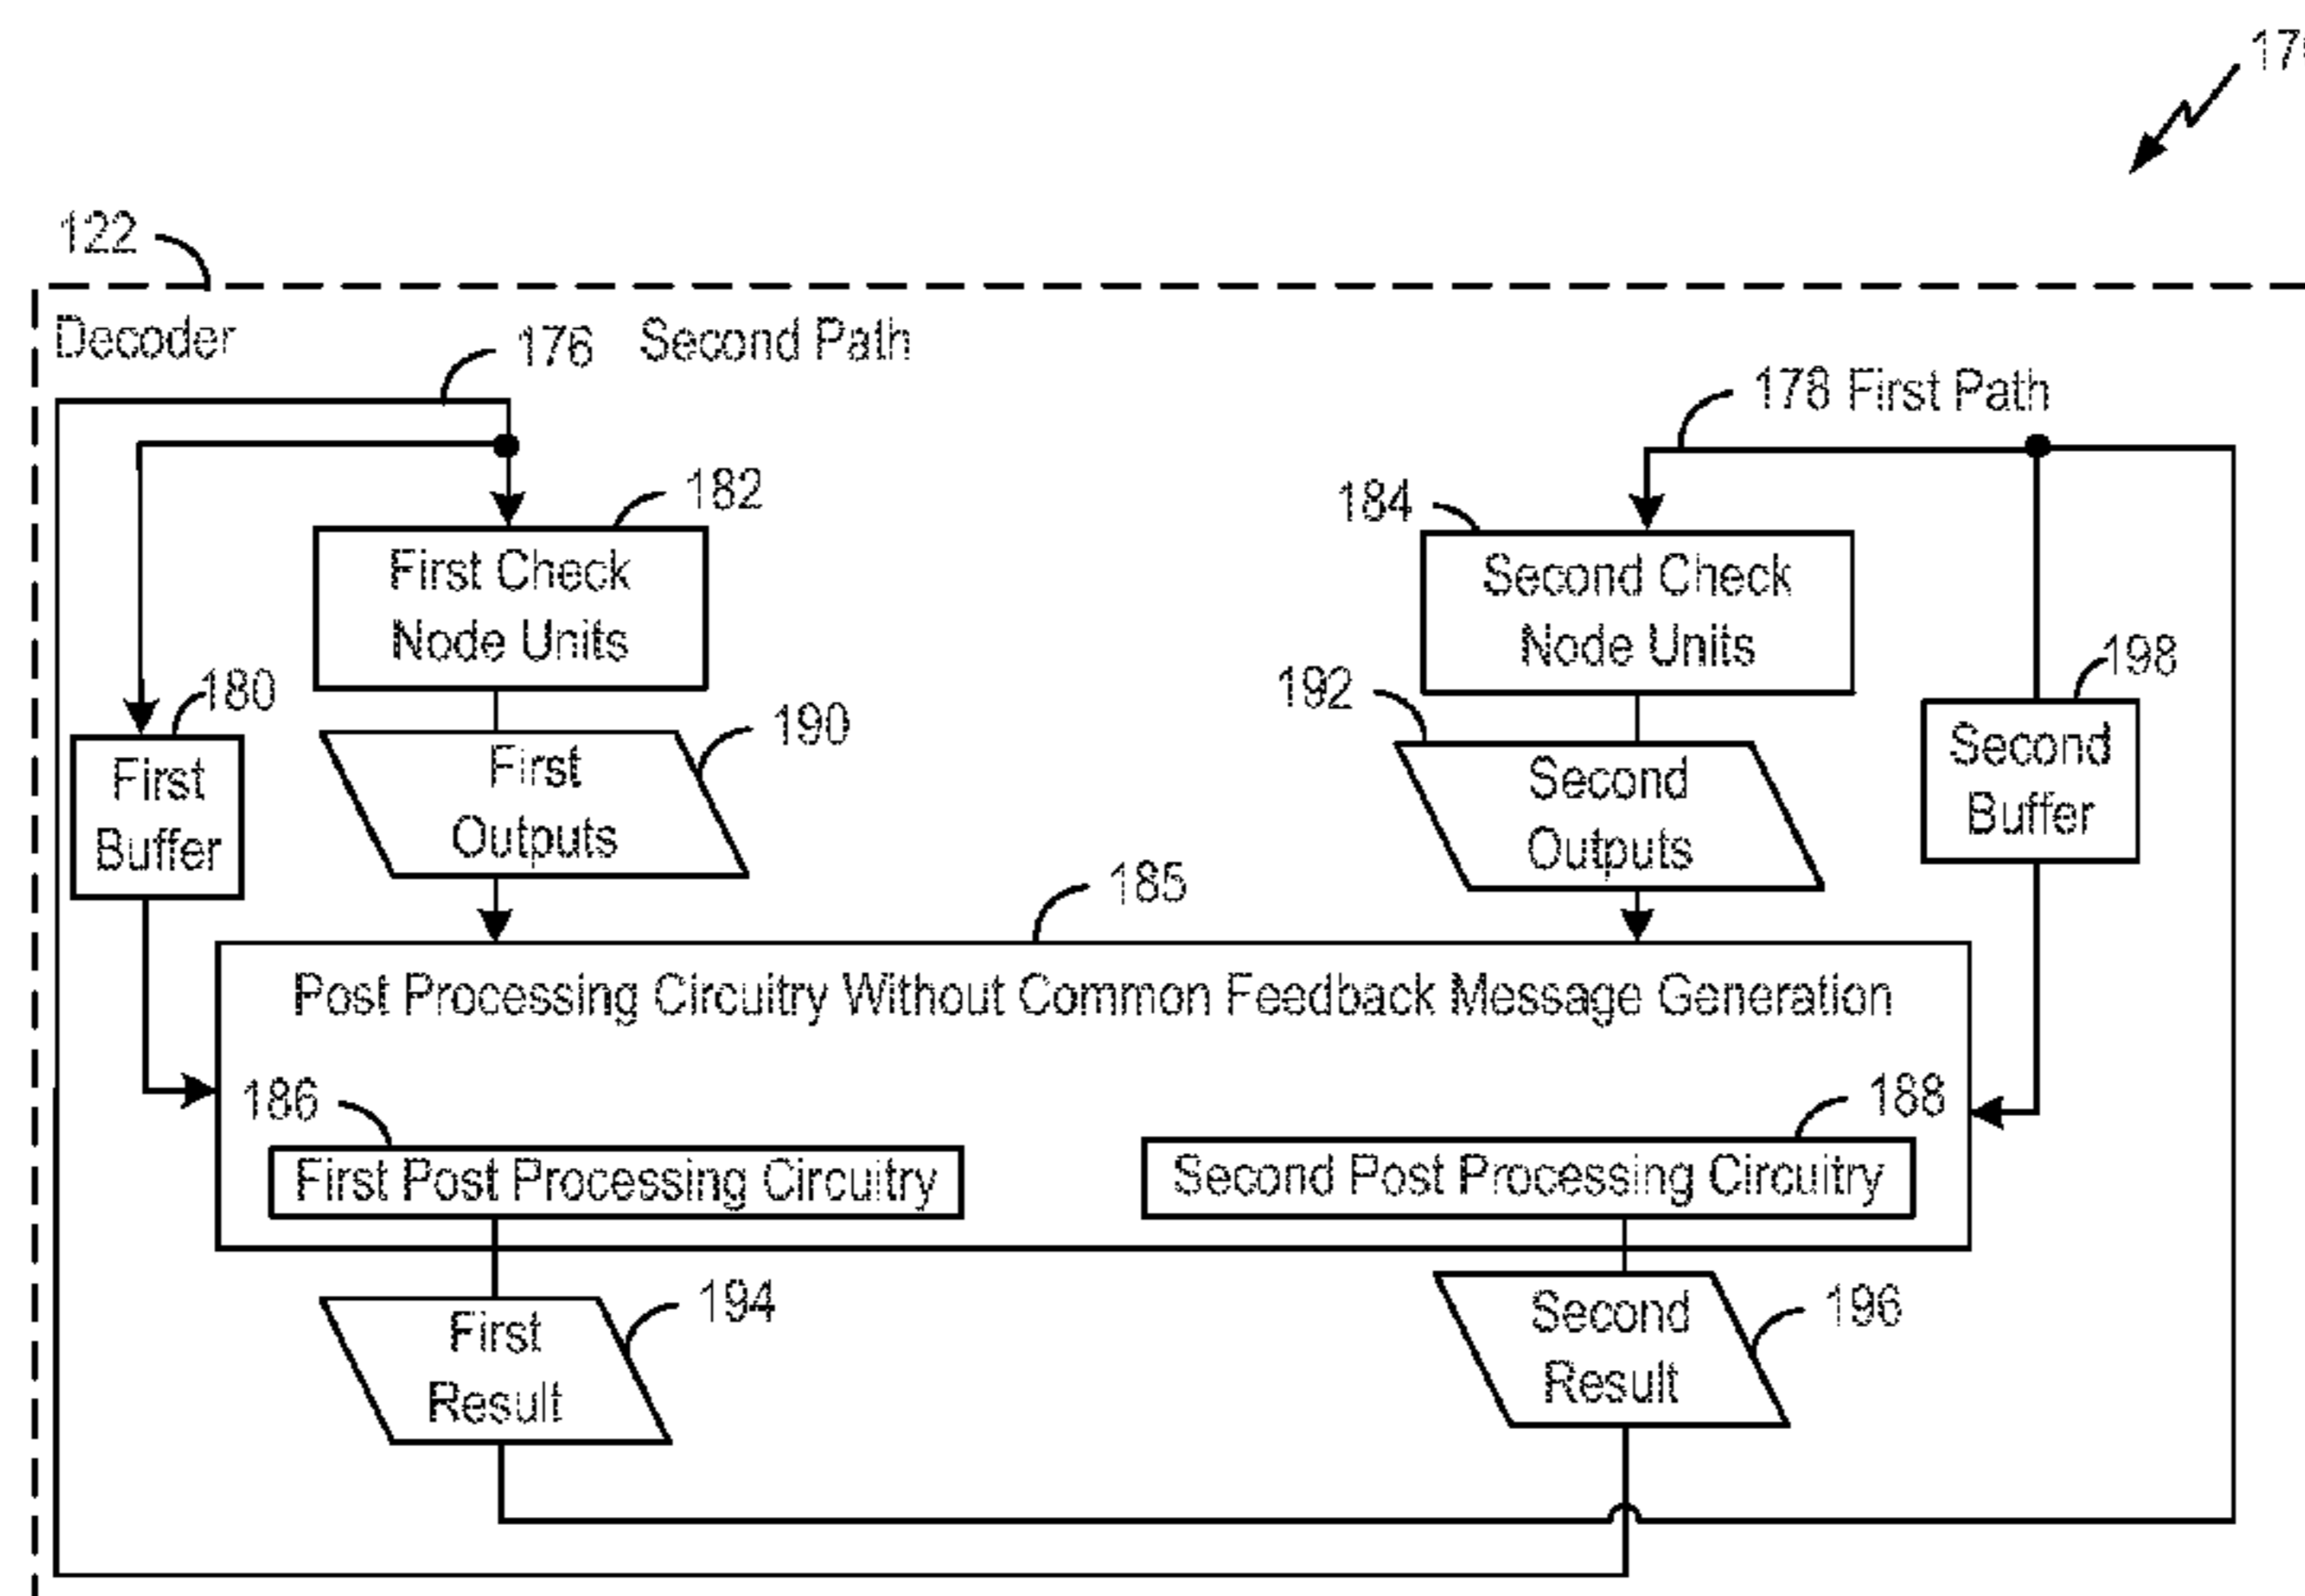 122
Decoder
176 Second Path
178 First Path
182
First Check
Node Units
184
Second Check
Node Units
180
First
Buffer
190
First
Outputs
192
Second
Outputs
198
Second
Buffer
185
Post Processing Circuitry Without Common Feedback Message Generation
186
First Post Processing Circuitry
188
Second Post Processing Circuitry
194
First
Result
196
Second
Result